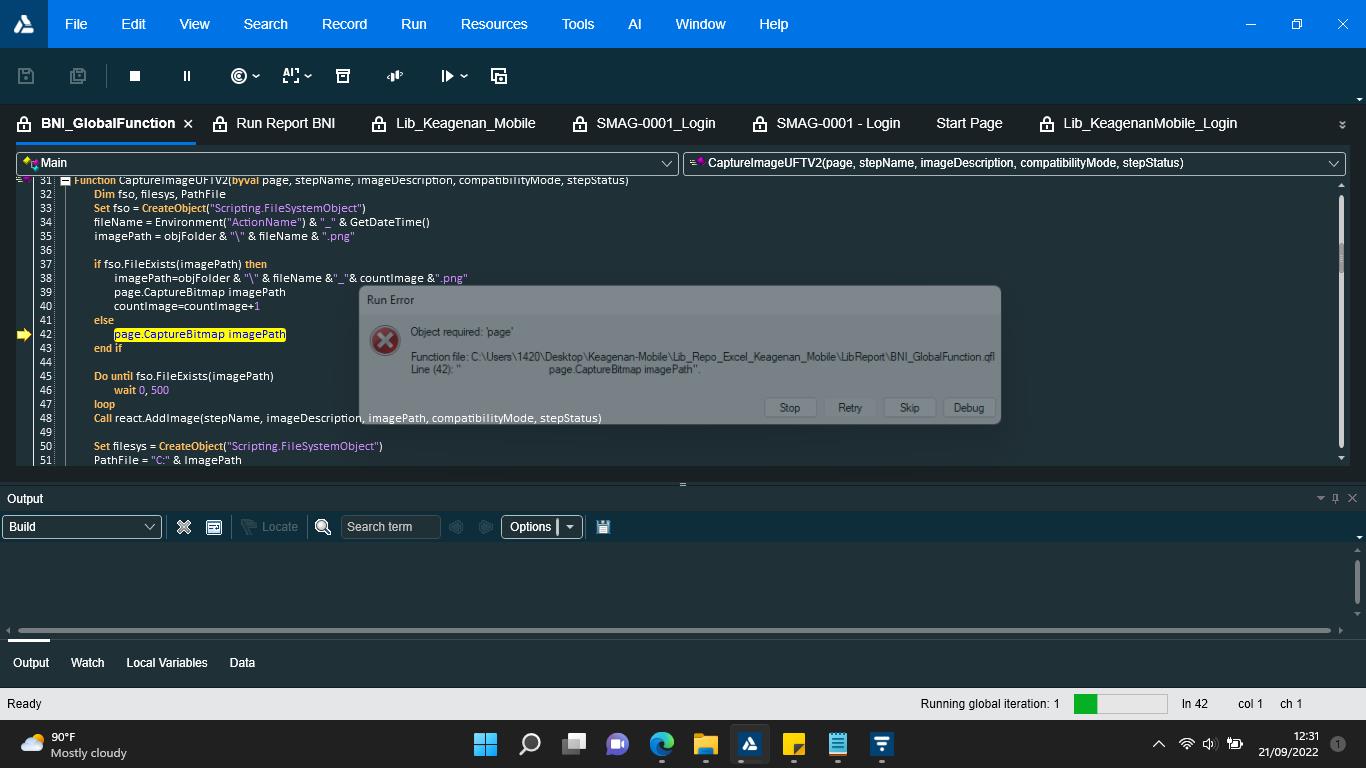 File Edit View Search Record Run Resources Tools AI Window Help
BNI_GlobalFunction Run Report BNI Lib_Keagenan_Mobile SMAG-0001_Login SMAG-0001 - Login Start Page Lib_KeagenanMobile_Login
Main CaptureImageUFTV2(page, stepName, imageDescription, compatibilityMode, stepStatus)
31 Function CaptureImageUFTV2(byval page, stepName, imageDescription, compatibilityMode, stepStatus)
32 Dim fso, filesys, PathFile
33 Set fso = CreateObject("Scripting.FileSystemObject")
34 fileName = Environment("ActionName") & "_" & GetDateTime()
35 imagePath = objFolder & "\" & fileName & ".png"
36
37 if fso.FileExists(imagePath) then
38 imagePath=objFolder & "\" & fileName &"_"& countImage &".png"
39 page.CaptureBitmap imagePath
40 countImage=countImage+1
41 else
42 page.CaptureBitmap imagePath
43 end if
44
45 Do until fso.FileExists(imagePath)
46 wait 0, 500
47 loop
48 Call react.AddImage(stepName, imageDescription, imagePath, compatibilityMode, stepStatus)
49
50 Set filesys = CreateObject("Scripting.FileSystemObject")
51 PathFile = "C:" & ImagePath
Run Error
Object required: 'page'
Function file: C:\Users\1420\Desktop\Keagenan-Mobile\Lib_Repo_Excel_Keagenan_Mobile\LibReport\BNI_GlobalFunction.qfl
Line (42): " page.CaptureBitmap imagePath".
Stop Retry Skip Debug
Output
Build Locate Search term Options
Output Watch Local Variables Data
Ready Running global iteration: 1 ln 42 col 1 ch 1
90°F
Mostly cloudy
12:31
21/09/2022
1